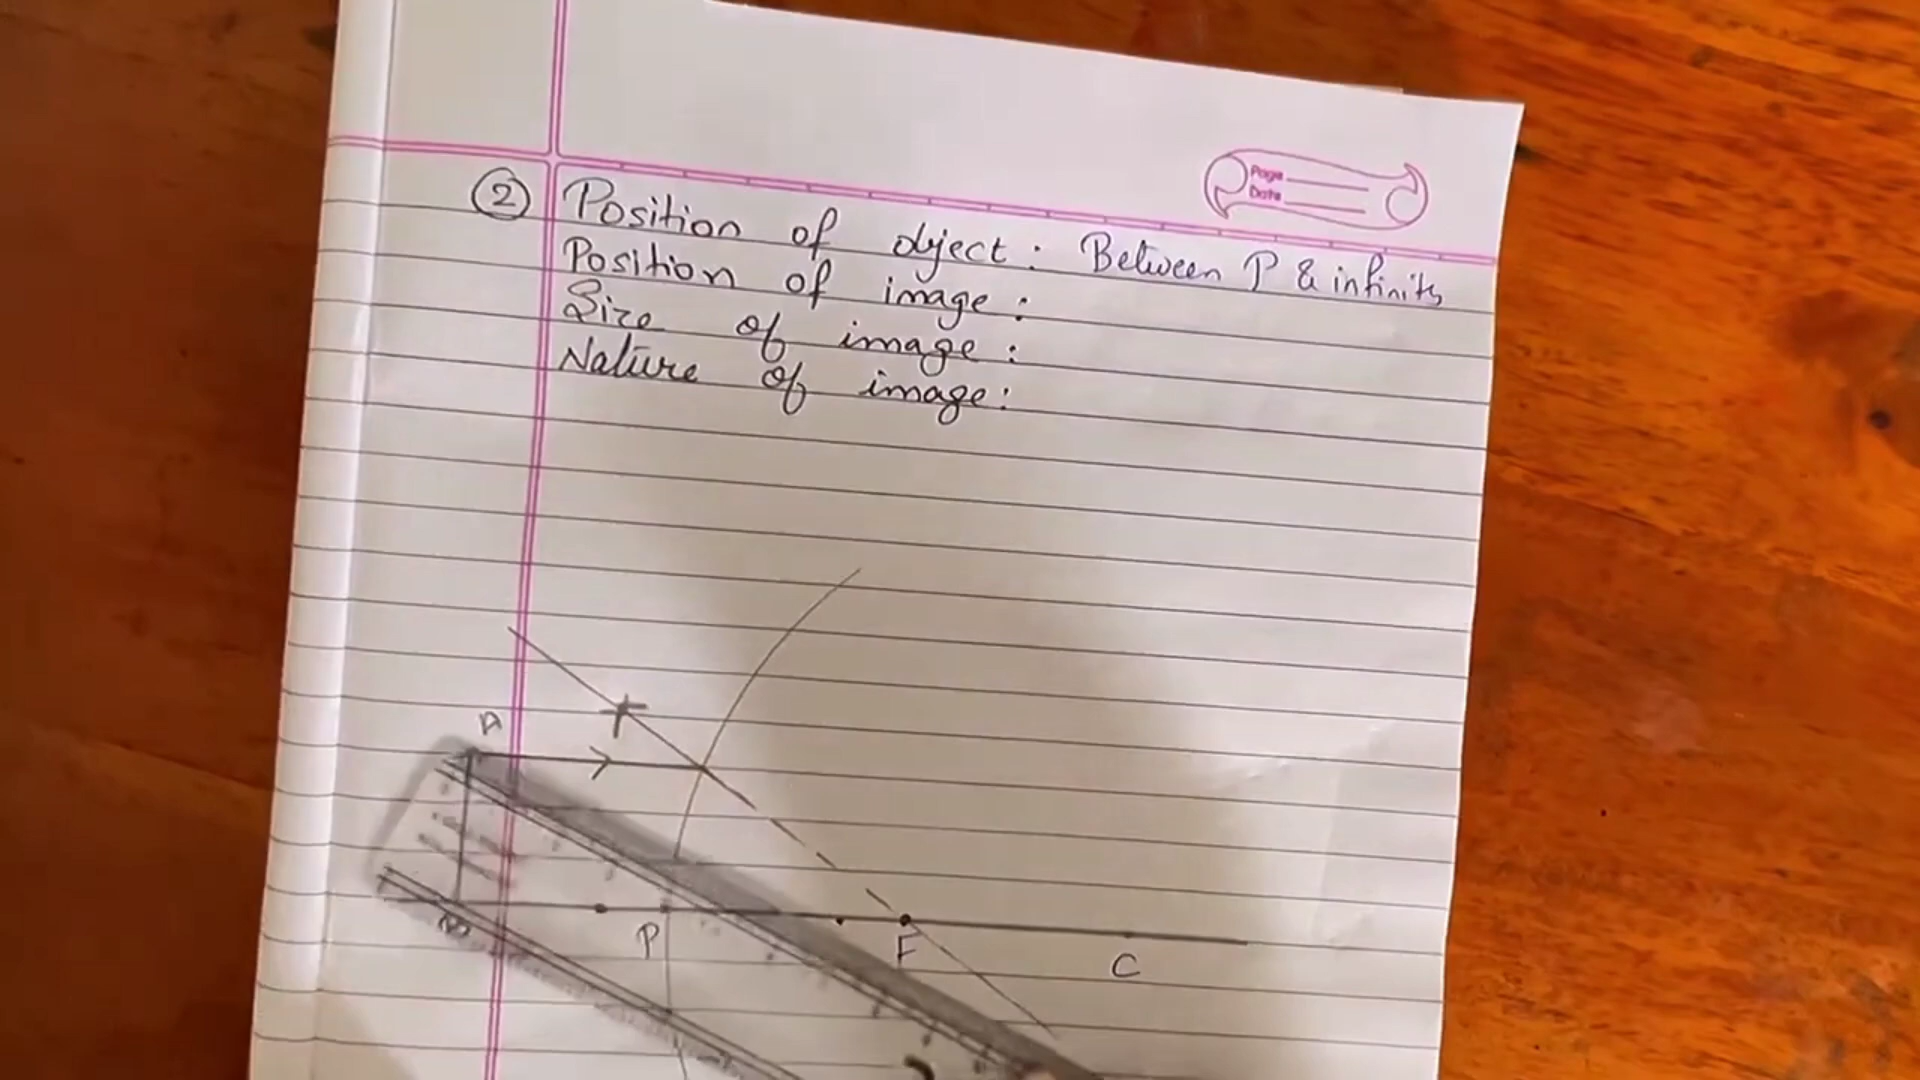 Page
Date
② Position of object : Between P & infinity
Position of image :
Size of image :
Nature of image :
A
B
P
F
C